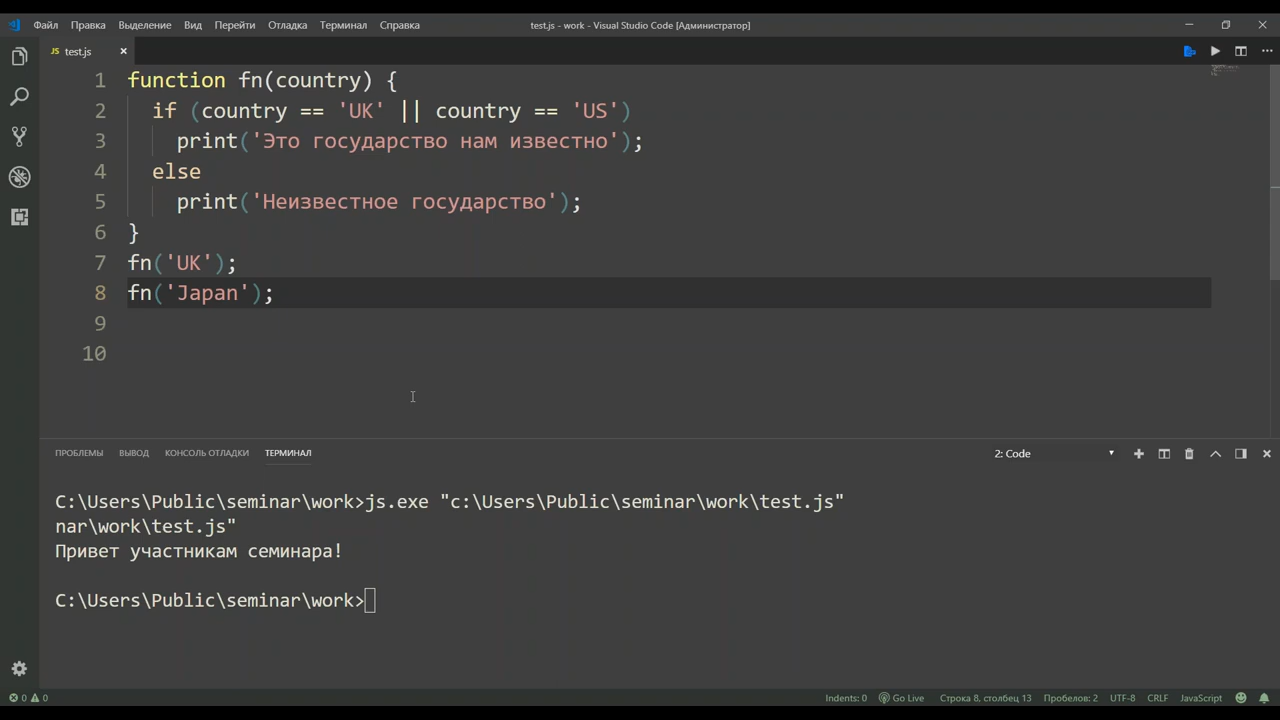 Файл Правка Выделение Вид Перейти Отладка Терминал Справка test.js - work - Visual Studio Code [Администратор]
JS test.js
1 function fn(country) {
2 if (country == 'UK' || country == 'US')
3 print('Это государство нам известно');
4 else
5 print('Неизвестное государство');
6 }
7 fn('UK');
8 fn('Japan');
9
10
ПРОБЛЕМЫ ВЫВОД КОНСОЛЬ ОТЛАДКИ ТЕРМИНАЛ 2: Code
C:\Users\Public\seminar\work>js.exe "c:\Users\Public\seminar\work\test.js"
nar\work\test.js"
Привет участникам семинара!
C:\Users\Public\seminar\work>
0 0 Indents: 0 Go Live Строка 8, столбец 13 Пробелов: 2 UTF-8 CRLF JavaScript